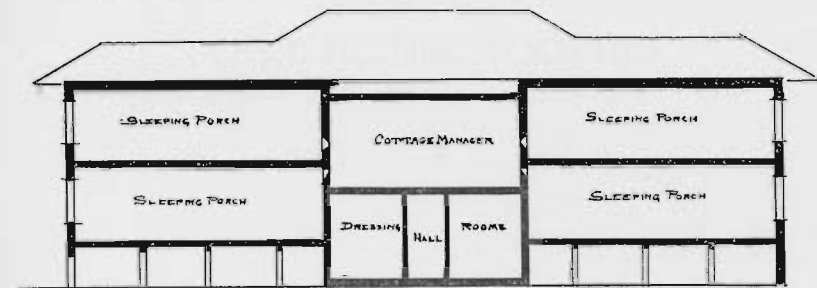 SLEEPING PORCH
SLEEPING PORCH
COTTAGE MANAGER
SLEEPING PORCH
SLEEPING PORCH
DRESSING
HALL
ROOMS